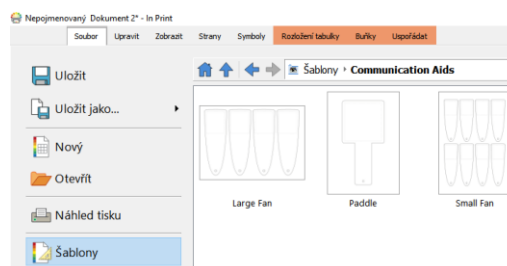 Nepojmenovaný Dokument 2* - In Print
Soubor Upravit Zobrazit Strany Symboly Rozložení tabulky Buňky Uspořádat
Šablony Communication Aids
Uložit
Uložit jako...
Nový
Otevřít
Náhled tisku
Šablony
Large Fan Paddle Small Fan